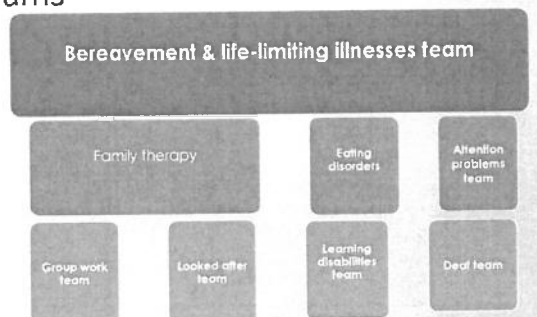 Bereavement & life-limiting illnesses team
Family therapy
Eating
disorders
Attention
problems
team
Group work
team
Looked after
team
Learning
disabilities
team
Deaf team